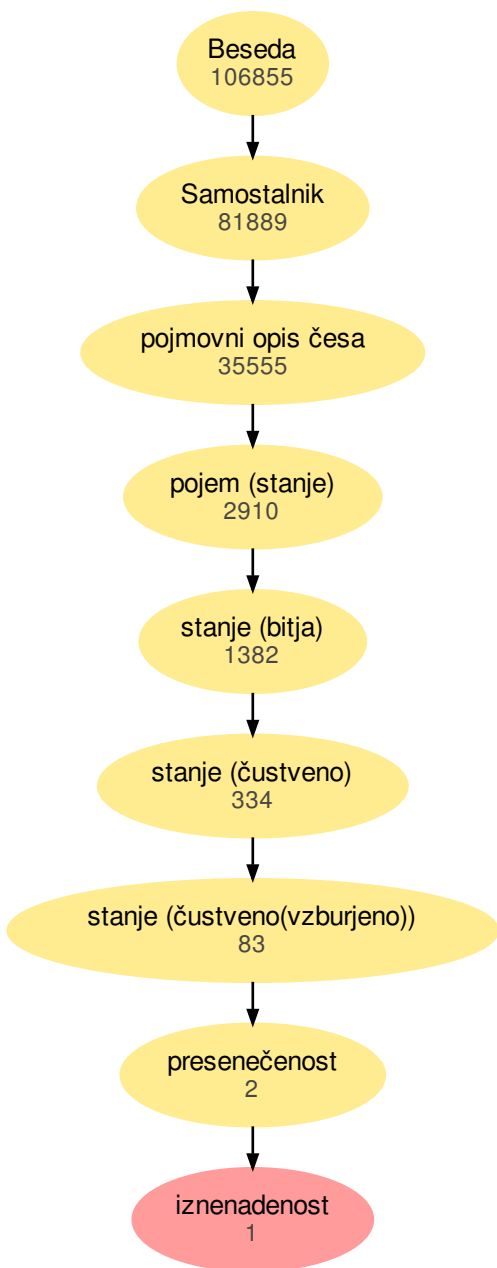 Beseda
106855
Samostalnik
81889
pojmovni opis česa
35555
pojem (stanje)
2910
stanje (bitja)
1382
stanje (čustveno)
334
stanje (čustveno(vzburjeno))
83
presenečenost
2
iznenadenost
1